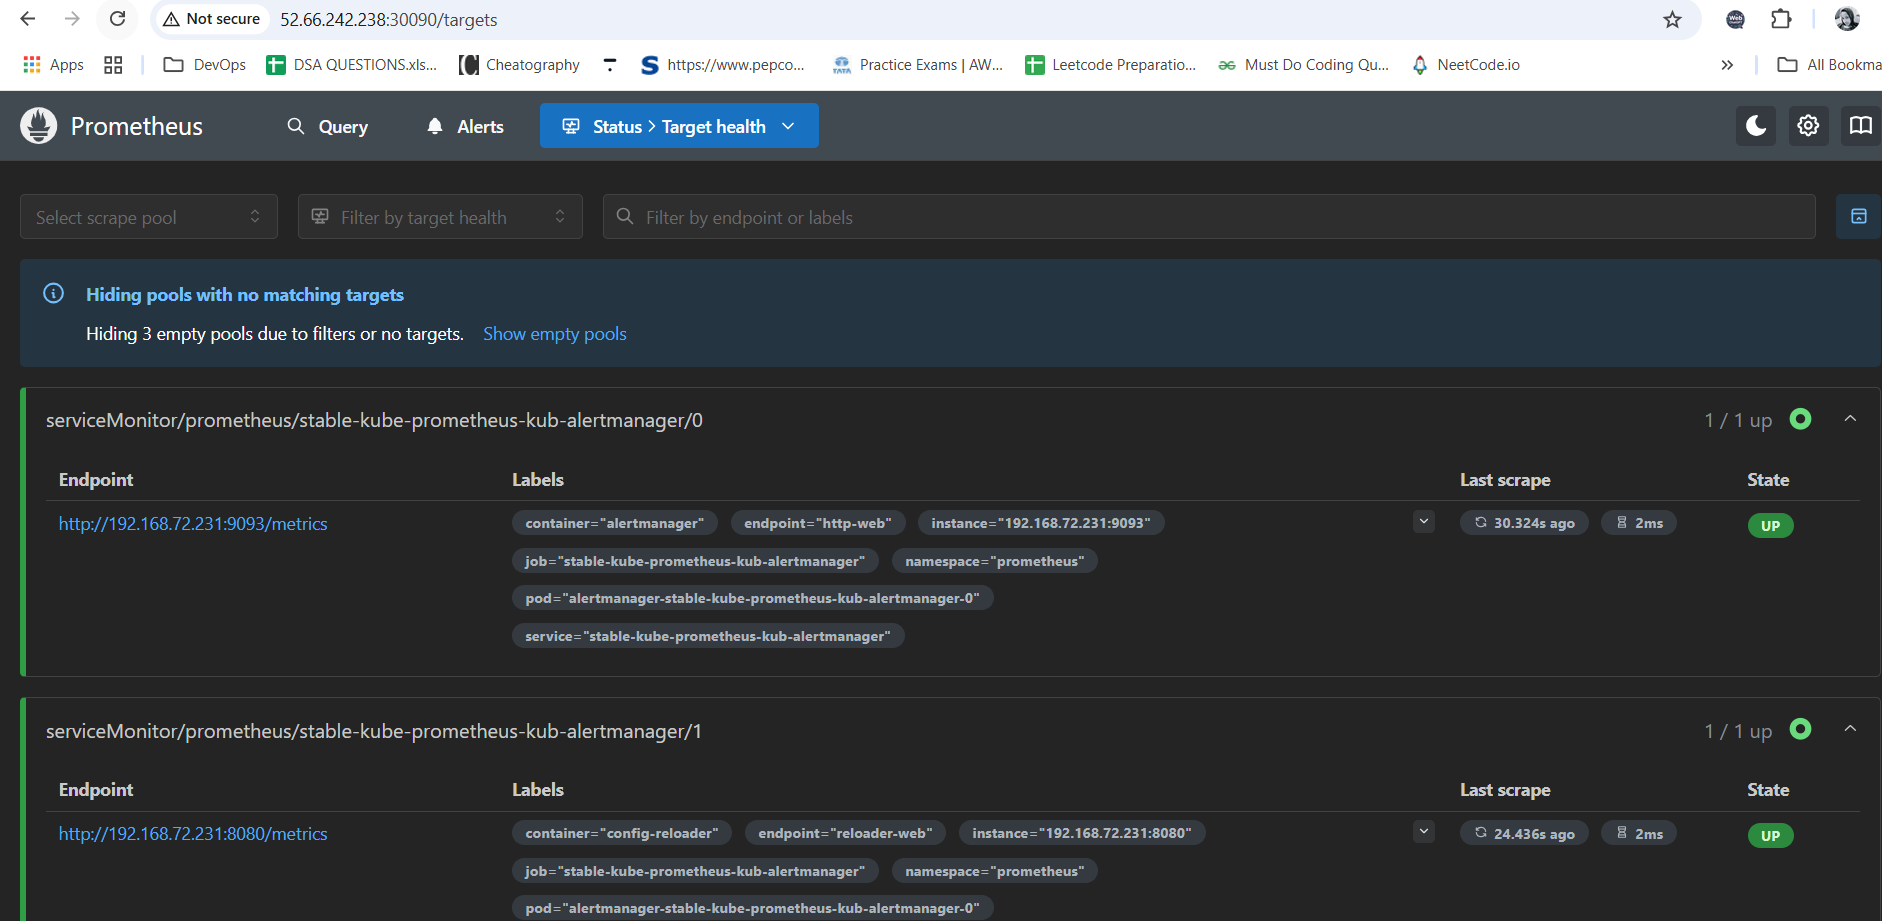 Not secure 52.66.242.238:30090/targets
Apps DevOps DSA QUESTIONS.xls... Cheatography https://www.pepco... Practice Exams | AW... Leetcode Preparatio... Must Do Coding Qu... NeetCode.io » All Bookma
Prometheus Query Alerts Status > Target health
Select scrape pool Filter by target health Filter by endpoint or labels
Hiding pools with no matching targets
Hiding 3 empty pools due to filters or no targets. Show empty pools
serviceMonitor/prometheus/stable-kube-prometheus-kub-alertmanager/0 1 / 1 up
Endpoint Labels Last scrape State
http://192.168.72.231:9093/metrics container="alertmanager" endpoint="http-web" instance="192.168.72.231:9093" 30.324s ago 2ms UP
job="stable-kube-prometheus-kub-alertmanager" namespace="prometheus"
pod="alertmanager-stable-kube-prometheus-kub-alertmanager-0"
service="stable-kube-prometheus-kub-alertmanager"
serviceMonitor/prometheus/stable-kube-prometheus-kub-alertmanager/1 1 / 1 up
Endpoint Labels Last scrape State
http://192.168.72.231:8080/metrics container="config-reloader" endpoint="reloader-web" instance="192.168.72.231:8080" 24.436s ago 2ms UP
job="stable-kube-prometheus-kub-alertmanager" namespace="prometheus"
pod="alertmanager-stable-kube-prometheus-kub-alertmanager-0"